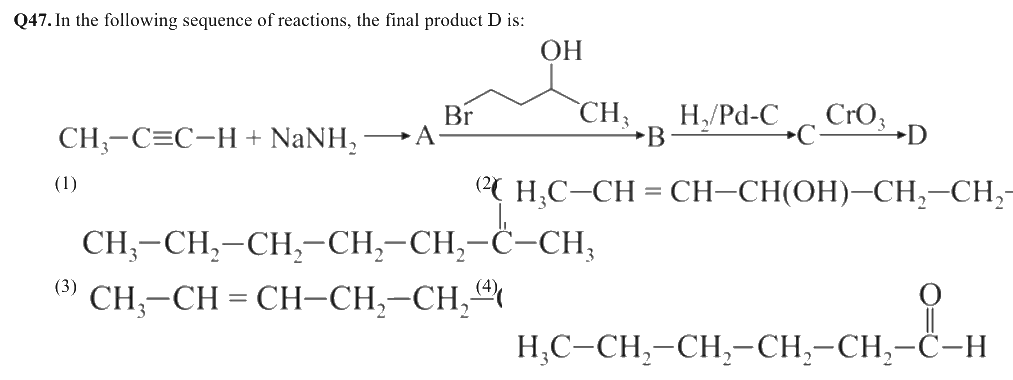 Q47. In the following sequence of reactions, the final product D is:
OH
Br CH₃ H₂/Pd-C CrO₃
CH₃–C≡C–H + NaNH₂ → A → B → C → D
(1)
(2) H₃C–CH = CH–CH(OH)–CH₂–CH₂-
CH₃–CH₂–CH₂–CH₂–CH₂–C–CH₃
(3) CH₃–CH = CH–CH₂–CH₂–
(4)
O
H₃C–CH₂–CH₂–CH₂–CH₂–C–H